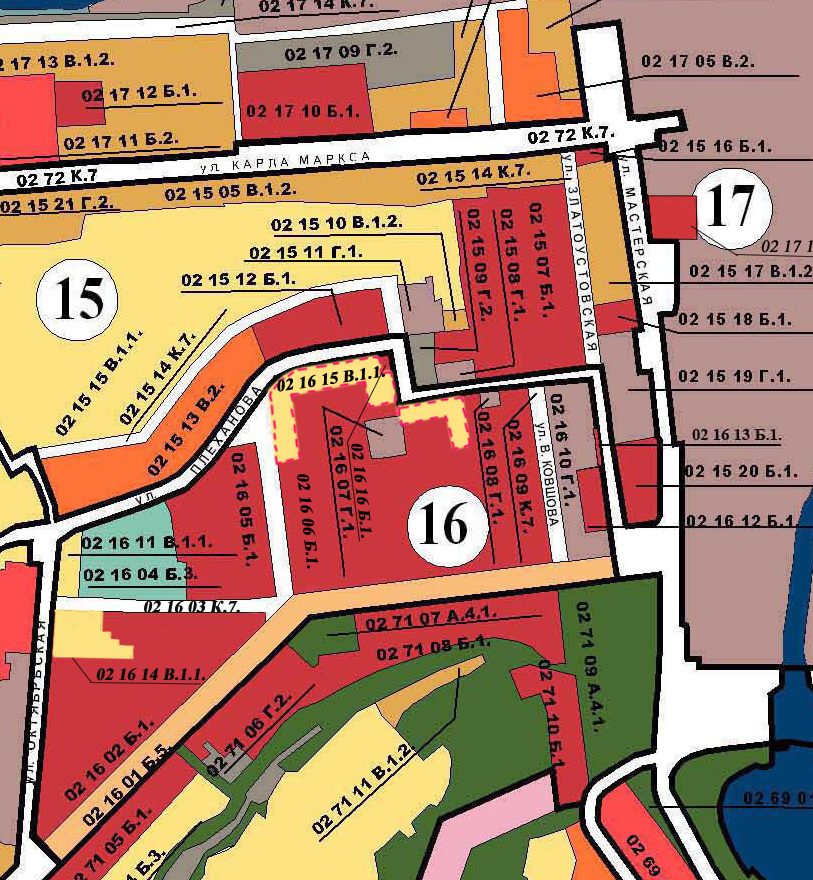 02 17 14 К.7.
02 17 13 В.1.2.
02 17 09 Г.2.
02 17 05 В.2.
02 17 12 Б.1.
02 17 10 Б.1.
02 17 11 Б.2.
02 72 К.7.
ул КАРЛА МАРКСА
02 15 16 Б.1.
02 72 К.7
02 15 14 К.7.
02 15 05 В.1.2.
02 15 21 Г.2.
ул. ЗЛАТОУСТОВСКАЯ
ул. МАСТЕРСКАЯ
17
02 15 10 В.1.2.
02 15 11 Г.1.
02 15 12 Б.1.
02 15 09 Г.2.
02 15 08 Г.1.
02 15 07 Б.1.
02 17 1
02 15 17 В.1.2
15
02 15 18 Б.1.
02 15 15 В.1.1.
02 15 14 К.7.
02 15 13 В.2.
02 15 19 Г.1.
02 16 15 В.1.1.
ул. ПЛЕХАНОВА
02 16 13 Б.1.
02 15 20 Б.1.
02 16 12 Б.1.
02 16 05 Б.1.
02 16 06 Б.1.
02 16 07 Г.1.
02 16 16 Б.1.
02 16 08 Г.1.
02 16 09 К.7.
ул. В. КОВШОВА
02 16 10 Г.1.
16
02 16 11 В.1.1.
02 16 04 Б.3.
02 16 03 К.7.
ул. ОКТЯБРЬСКАЯ
02 16 14 В.1.1.
02 71 07 А.4.1.
02 71 08 Б.1.
02 71 09 А.4.1.
02 71 10 Б.1
02 16 02 Б.1.
02 16 01 Б.5.
02 71 06 Г.2.
02 71 11 В.1.2.
02 71 05 Б.1.
Б.3.
02 69 01
02 69